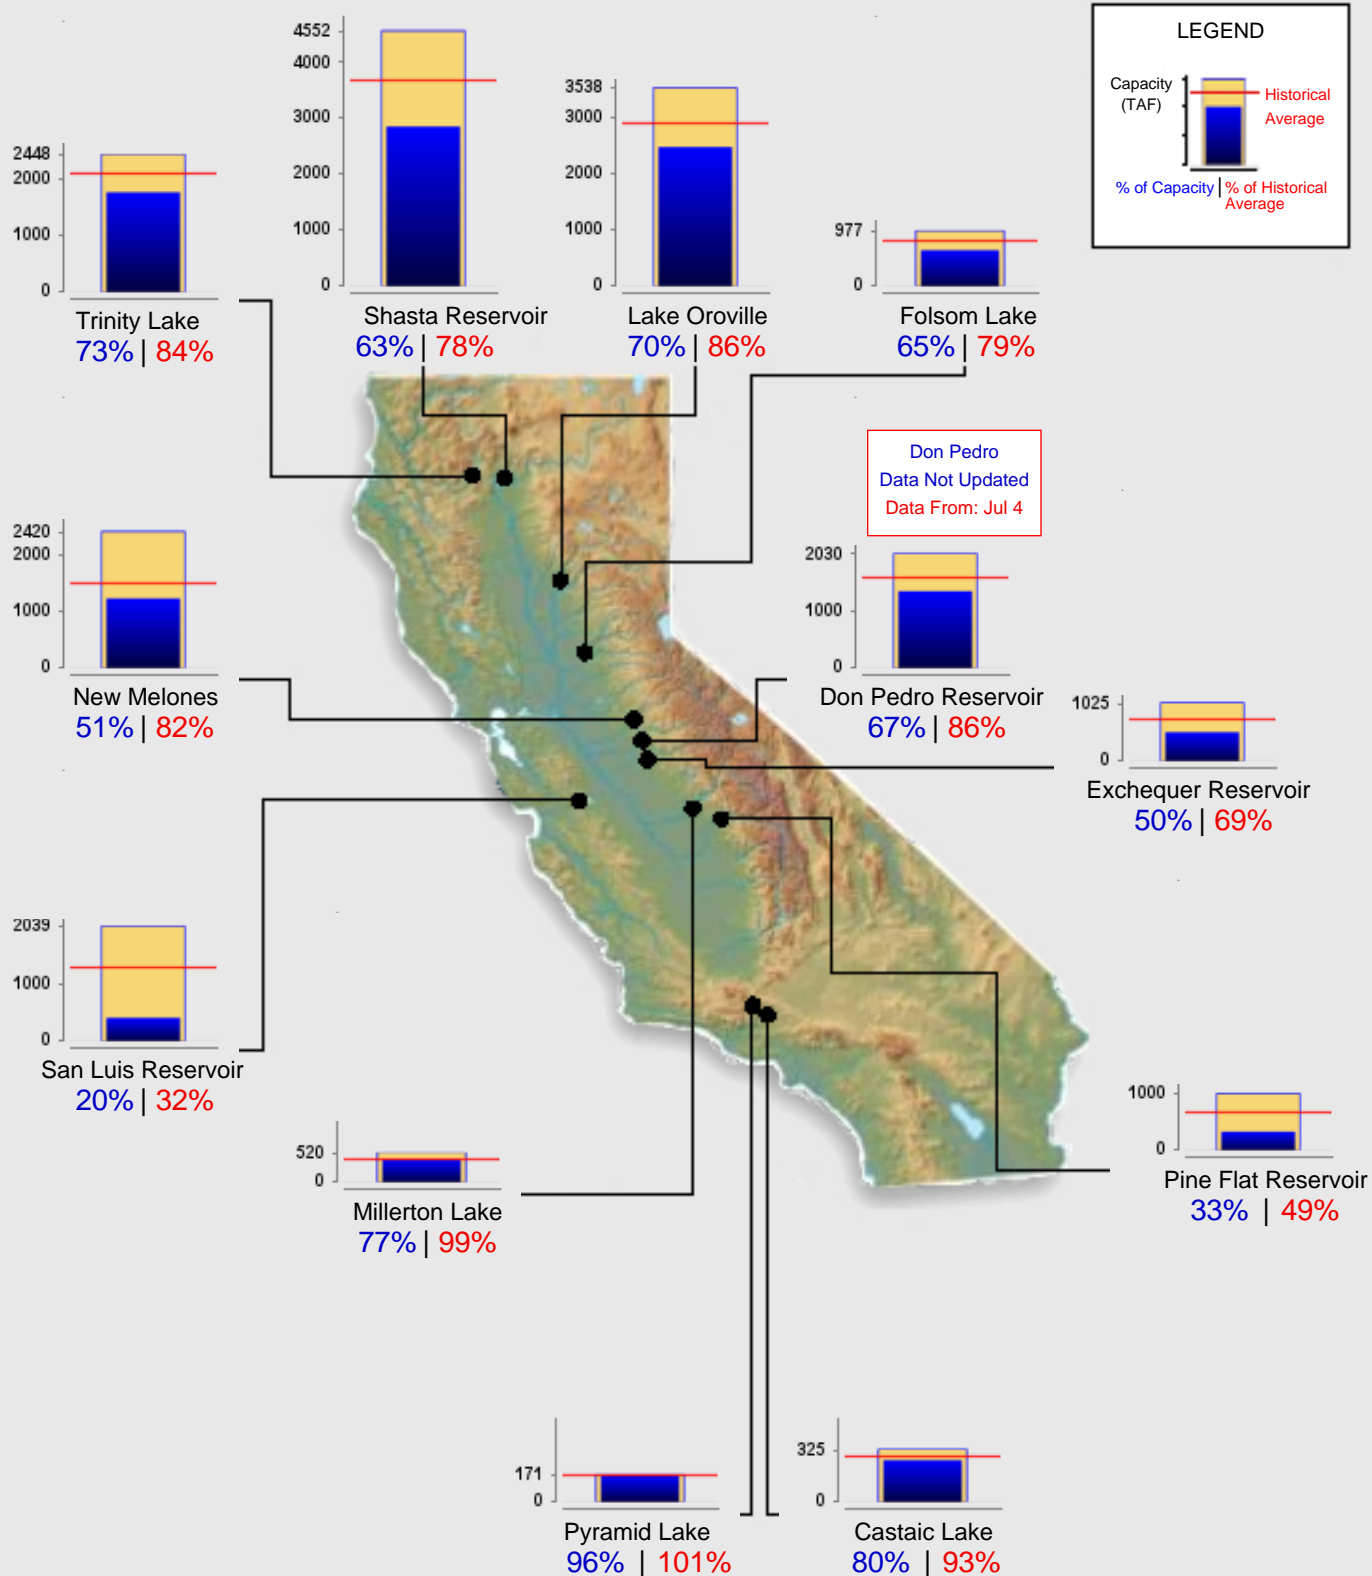 LEGEND
Capacity
(TAF)
Historical
Average
% of Capacity | % of Historical
Average
4552
4000
3000
2000
1000
0
Shasta Reservoir
63% | 78%
3538
3000
2000
1000
0
Lake Oroville
70% | 86%
2448
2000
1000
0
Trinity Lake
73% | 84%
977
0
Folsom Lake
65% | 79%
Don Pedro
Data Not Updated
Data From: Jul 4
2420
2000
1000
0
New Melones
51% | 82%
2030
1000
0
Don Pedro Reservoir
67% | 86%
1025
0
Exchequer Reservoir
50% | 69%
2039
1000
0
San Luis Reservoir
20% | 32%
520
0
Millerton Lake
77% | 99%
1000
0
Pine Flat Reservoir
33% | 49%
171
0
Pyramid Lake
96% | 101%
325
0
Castaic Lake
80% | 93%